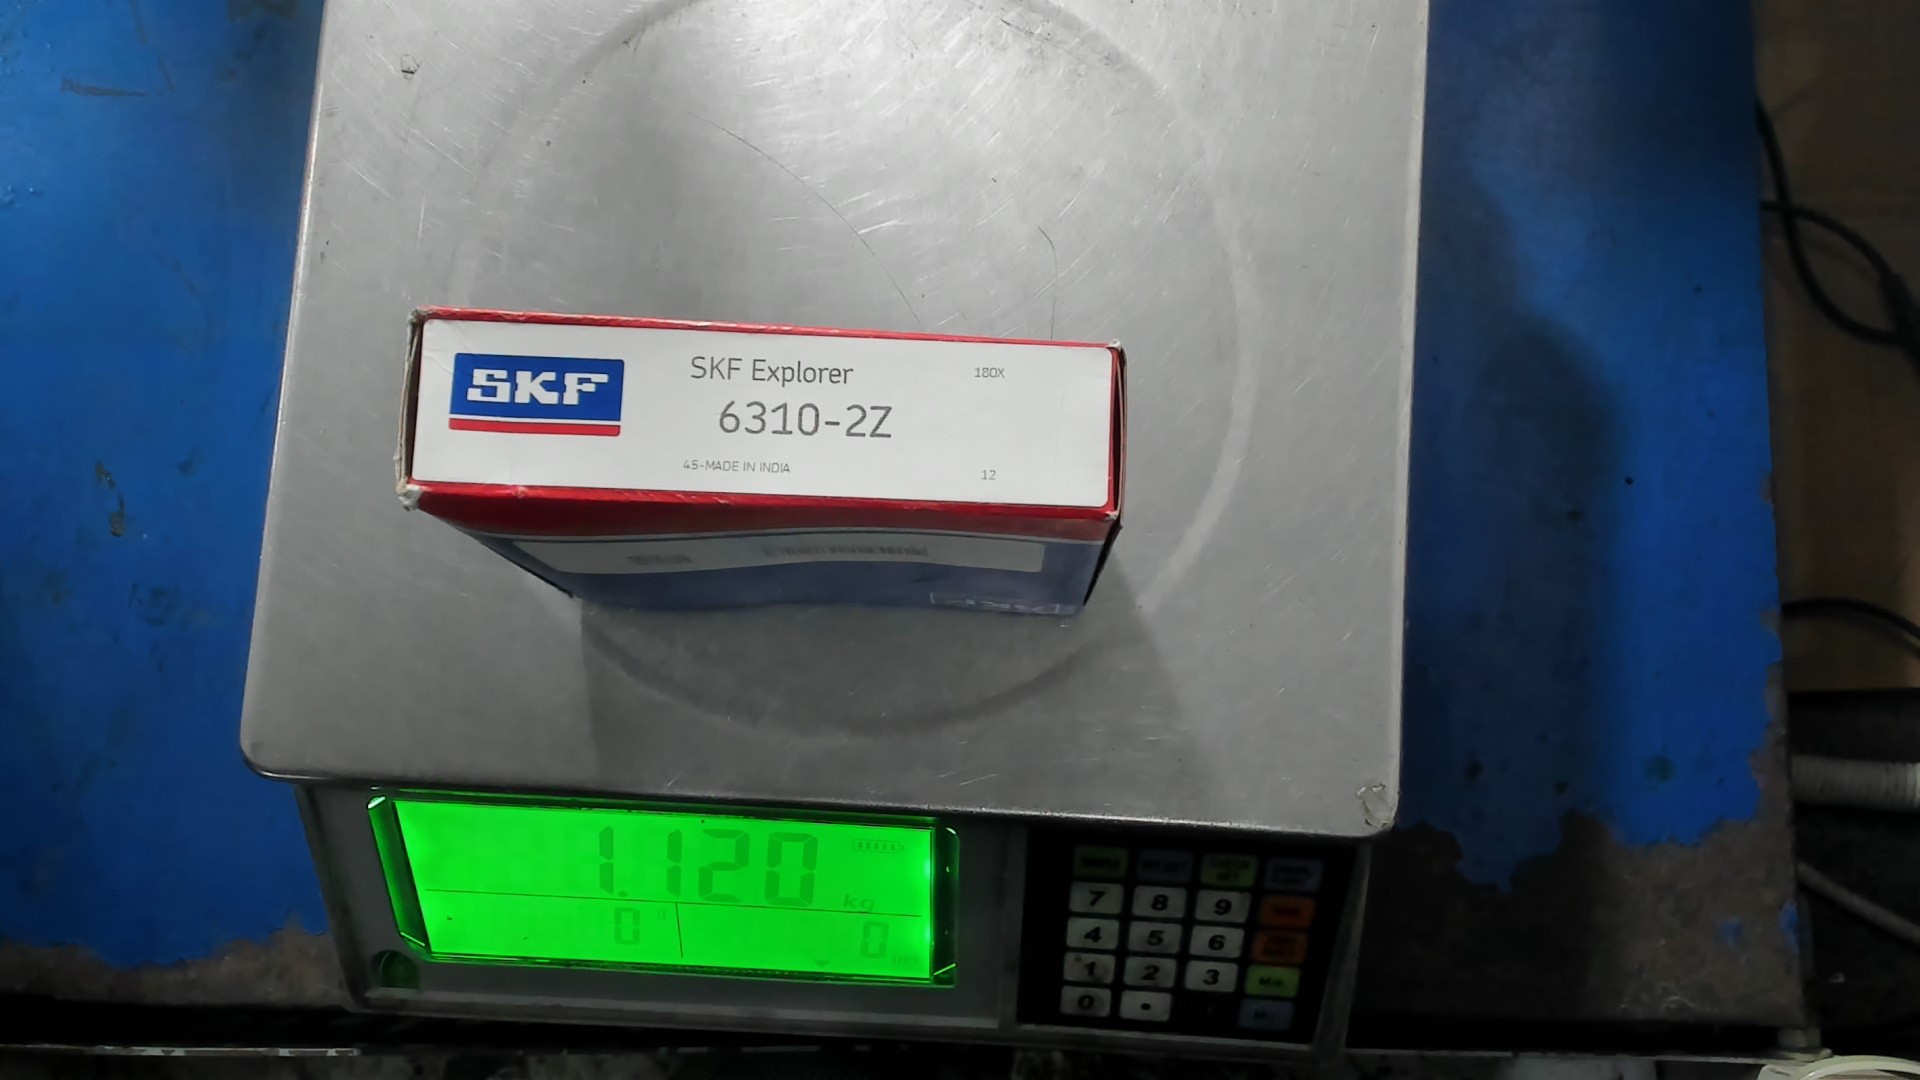 SKF
SKF Explorer
180X
6310-2Z
45-MADE IN INDIA
12
1.120
kg
0
0
7 8 9
4 5 6
1 2 3
0 .